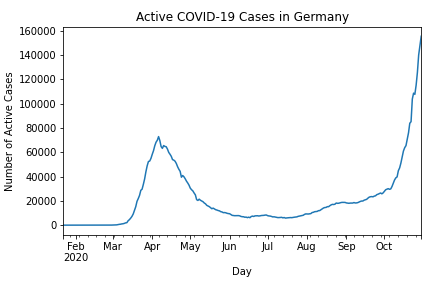 Active COVID-19 Cases in Germany
Number of Active Cases
160000
140000
120000
100000
80000
60000
40000
20000
0
Feb Mar Apr May Jun Jul Aug Sep Oct
2020
Day